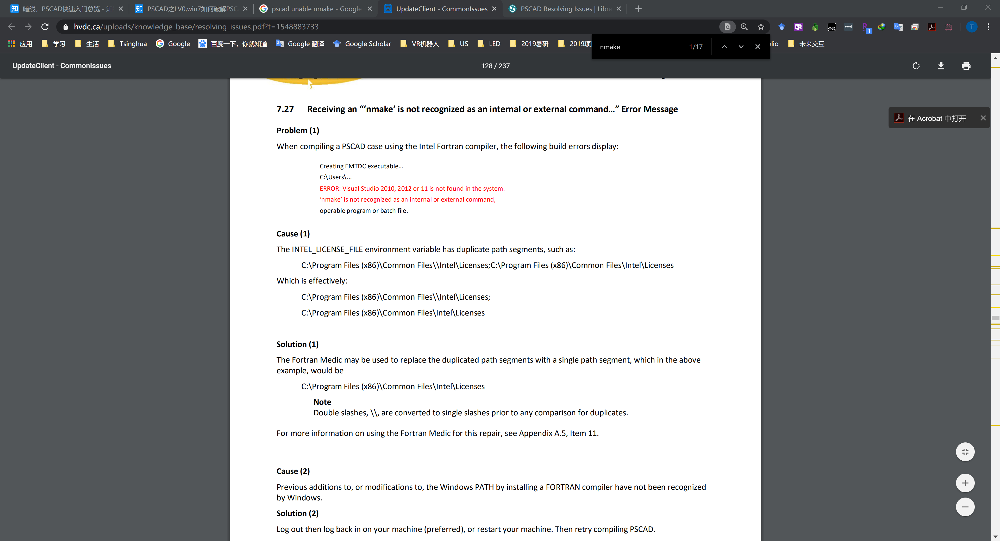 暗线，PSCAD快速入门总览 - 知
PSCAD之LV0,win7如何破解PSC
pscad unable nmake - Google
UpdateClient - CommonIssues
PSCAD Resolving Issues | Libra
hvdc.ca/uploads/knowledge_base/resolving_issues.pdf?t=1548883733
1
T
应用 学习 生活 Tsinghua Google 百度一下，你就知道 Google 翻译 Google Scholar VR机器人 US LED 2019暑研 2019项 lio 未来交互
nmake 1/17
UpdateClient - CommonIssues
128 / 237
在 Acrobat 中打开
7.27 Receiving an “‘nmake’ is not recognized as an internal or external command…” Error Message
Problem (1)
When compiling a PSCAD case using the Intel Fortran compiler, the following build errors display:
Creating EMTDC executable…
C:\Users\…
ERROR: Visual Studio 2010, 2012 or 11 is not found in the system.
‘nmake’ is not recognized as an internal or external command,
operable program or batch file.
Cause (1)
The INTEL_LICENSE_FILE environment variable has duplicate path segments, such as:
C:\Program Files (x86)\Common Files\\Intel\Licenses;C:\Program Files (x86)\Common Files\Intel\Licenses
Which is effectively:
C:\Program Files (x86)\Common Files\\Intel\Licenses;
C:\Program Files (x86)\Common Files\Intel\Licenses
Solution (1)
The Fortran Medic may be used to replace the duplicated path segments with a single path segment, which in the above
example, would be
C:\Program Files (x86)\Common Files\Intel\Licenses
Note
Double slashes, \\, are converted to single slashes prior to any comparison for duplicates.
For more information on using the Fortran Medic for this repair, see Appendix A.5, Item 11.
Cause (2)
Previous additions to, or modifications to, the Windows PATH by installing a FORTRAN compiler have not been recognized
by Windows.
Solution (2)
Log out then log back in on your machine (preferred), or restart your machine. Then retry compiling PSCAD.